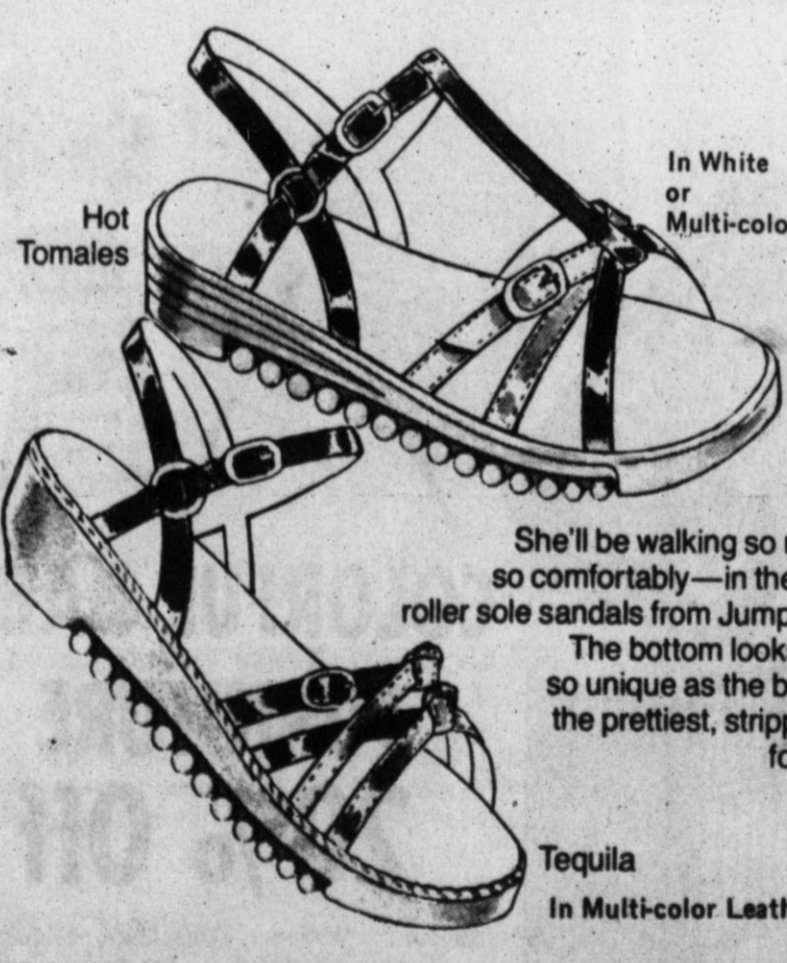 In White
or
Multi-colo
Hot
Tomales
She'll be walking so
so comfortably—in the
roller sole sandals from Jump
The bottom look
so unique as the b
the prettiest, stripp
fo
Tequila
In Multi-color Leath